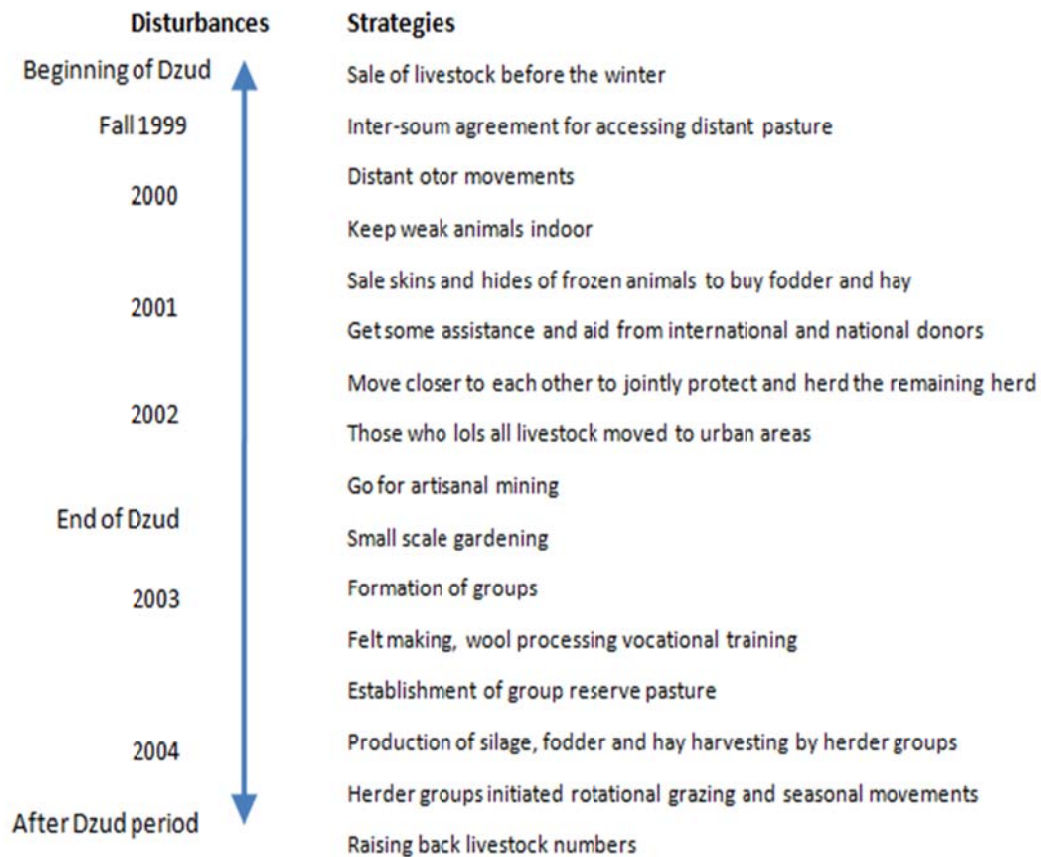 Disturbances Strategies
Beginning of Dzud Sale of livestock before the winter
Fall 1999 Inter-soum agreement for accessing distant pasture
Distant otor movements
2000
Keep weak animals indoor
Sale skins and hides of frozen animals to buy fodder and hay
2001
Get some assistance and aid from international and national donors
Move closer to each other to jointly protect and herd the remaining herd
2002
Those who lols all livestock moved to urban areas
Go for artisanal mining
End of Dzud
Small scale gardening
2003 Formation of groups
Felt making, wool processing vocational training
Establishment of group reserve pasture
2004 Production of silage, fodder and hay harvesting by herder groups
Herder groups initiated rotational grazing and seasonal movements
After Dzud period
Raising back livestock numbers